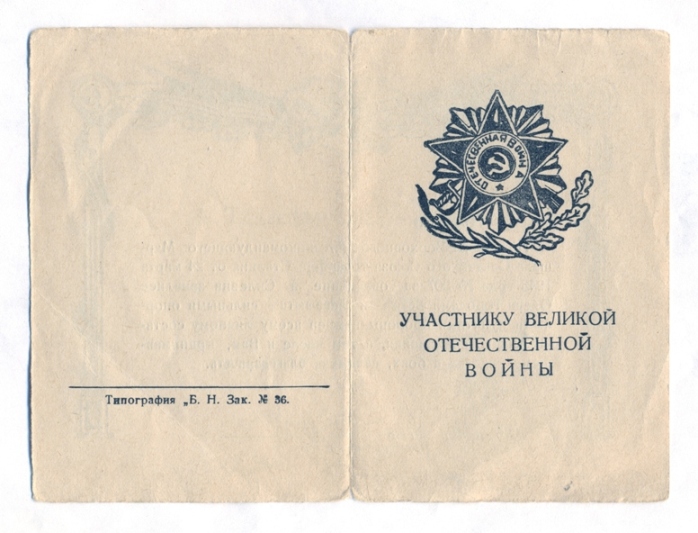 Типография „Б. Н. Зак. № 36.
ОТЕЧЕСТВЕННАЯ ВОЙНА
УЧАСТНИКУ ВЕЛИКОЙ
ОТЕЧЕСТВЕННОЙ
ВОЙНЫ